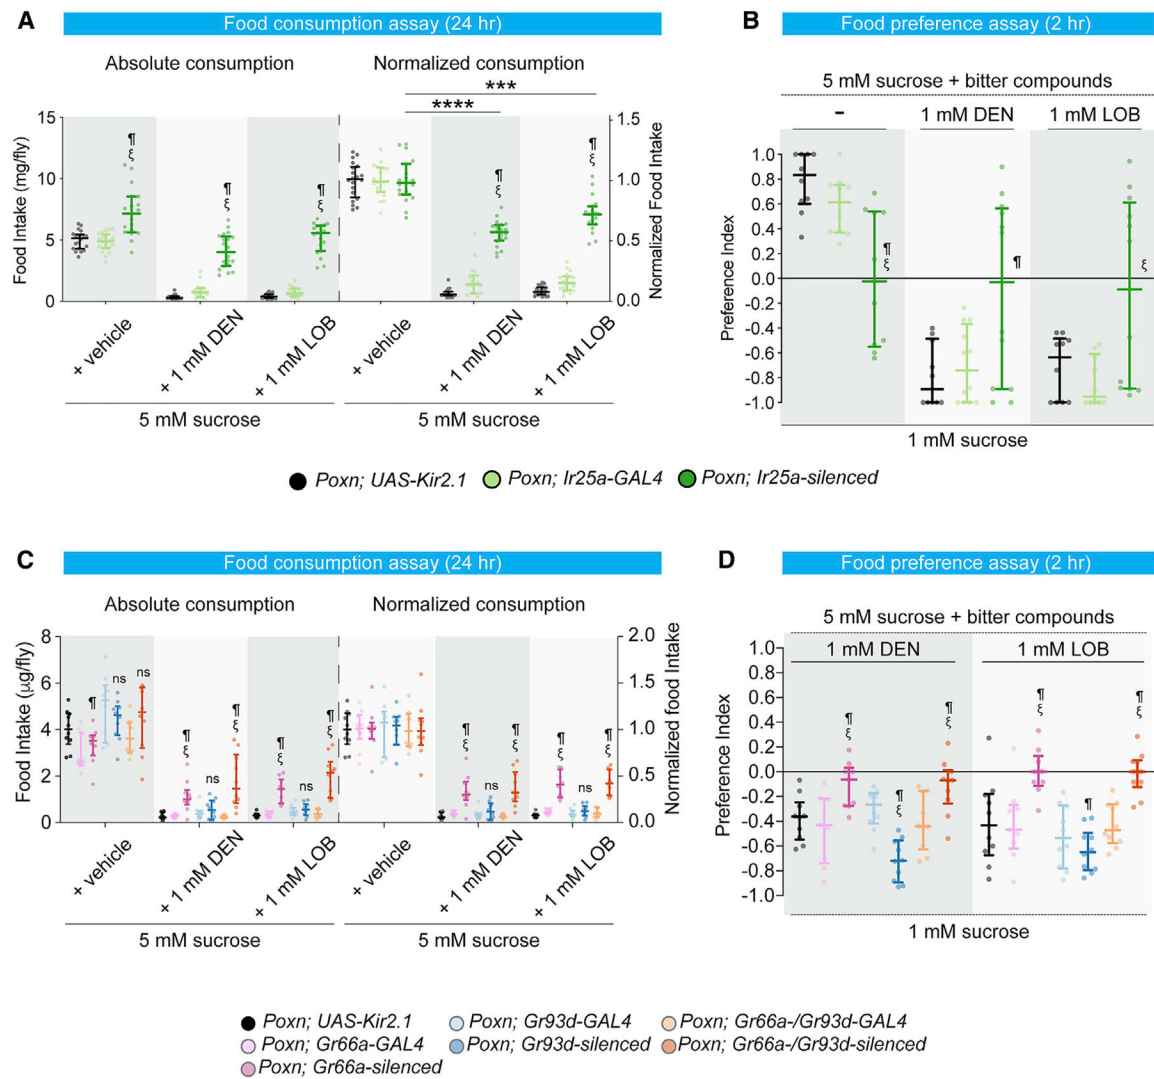 A
Food consumption assay (24 hr)
Absolute consumption
Normalized consumption
***
****
Food Intake (mg/fly)
15
10
5
0
¶
ξ
¶
ξ
¶
ξ
¶
ξ
¶
ξ
1.5
1.0
0.5
0.0
Normalized Food Intake
+ vehicle
+ 1 mM DEN
+ 1 mM LOB
+ vehicle
+ 1 mM DEN
+ 1 mM LOB
5 mM sucrose
5 mM sucrose
B
Food preference assay (2 hr)
5 mM sucrose + bitter compounds
-
1 mM DEN
1 mM LOB
Preference Index
1.0
0.8
0.6
0.4
0.2
0.0
-0.2
-0.4
-0.6
-0.8
-1.0
¶
ξ
¶
ξ
1 mM sucrose
Poxn; UAS-Kir2.1
Poxn; Ir25a-GAL4
Poxn; Ir25a-silenced
C
Food consumption assay (24 hr)
Absolute consumption
Normalized consumption
Food Intake (µg/fly)
8
6
4
2
0
¶
ns
ns
¶
ξ
ns
¶
ξ
¶
ξ
ns
¶
ξ
¶
ξ
ns
¶
ξ
¶
ξ
ns
¶
ξ
2.0
1.5
1.0
0.5
0.0
Normalized food Intake
+ vehicle
+ 1 mM DEN
+ 1 mM LOB
+ vehicle
+ 1 mM DEN
+ 1 mM LOB
5 mM sucrose
5 mM sucrose
D
Food preference assay (2 hr)
5 mM sucrose + bitter compounds
1 mM DEN
1 mM LOB
Preference Index
1.0
0.8
0.6
0.4
0.2
0
-0.2
-0.4
-0.6
-0.8
-1.0
¶
ξ
¶
ξ
¶
ξ
¶
ξ
¶
¶
ξ
1 mM sucrose
Poxn; UAS-Kir2.1
Poxn; Gr93d-GAL4
Poxn; Gr66a-/Gr93d-GAL4
Poxn; Gr66a-GAL4
Poxn; Gr93d-silenced
Poxn; Gr66a-/Gr93d-silenced
Poxn; Gr66a-silenced